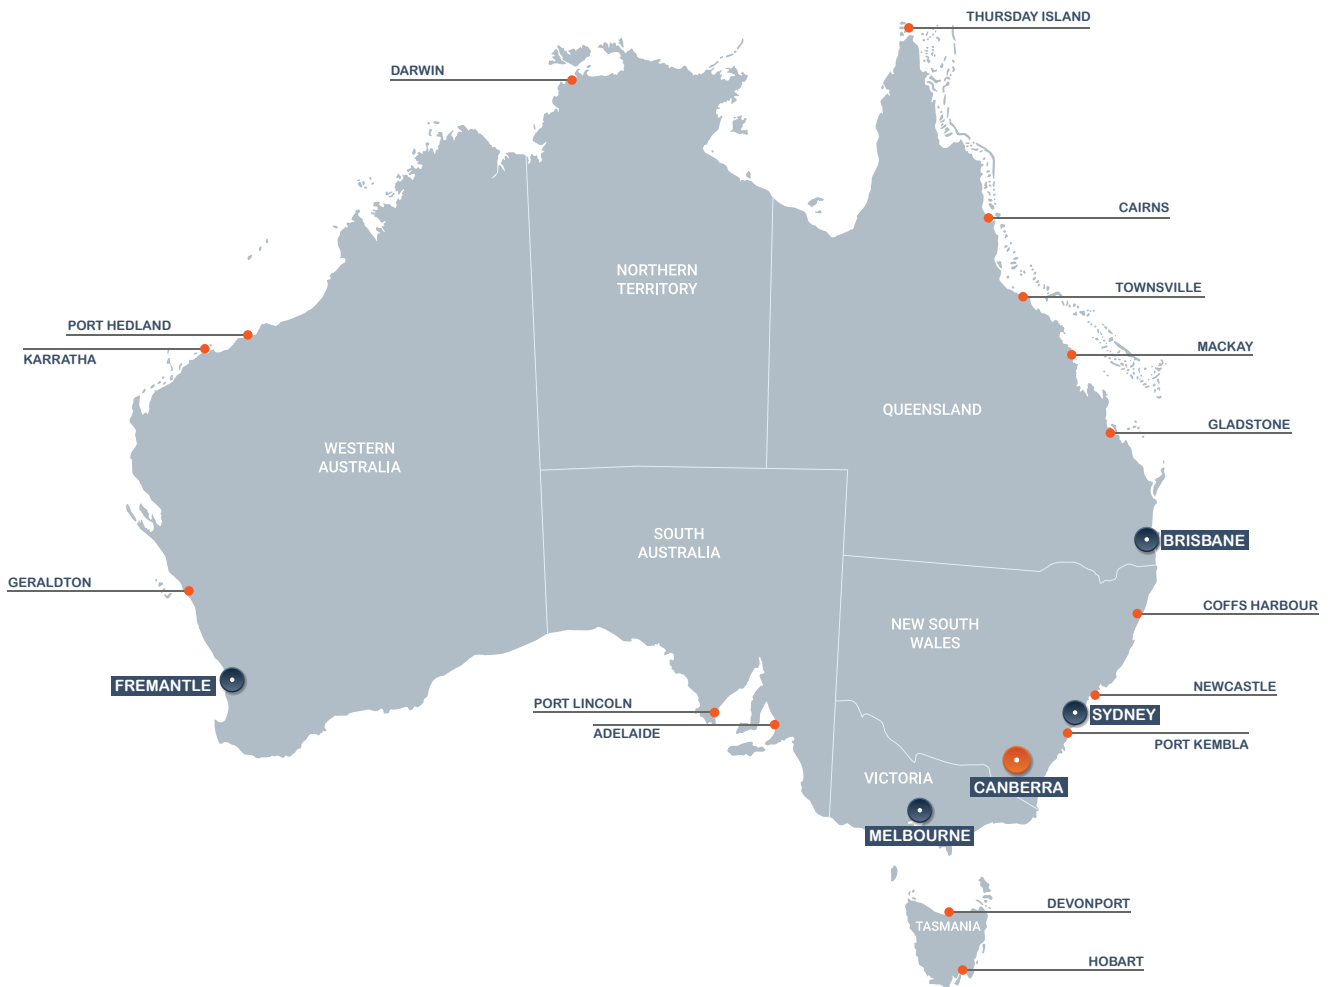 THURSDAY ISLAND
DARWIN
CAIRNS
NORTHERN
TERRITORY
TOWNSVILLE
PORT HEDLAND
KARRATHA
MACKAY
QUEENSLAND
GLADSTONE
WESTERN
AUSTRALIA
SOUTH
AUSTRALIA
BRISBANE
GERALDTON
COFFS HARBOUR
NEW SOUTH
WALES
FREMANTLE
NEWCASTLE
PORT LINCOLN
SYDNEY
ADELAIDE
PORT KEMBLA
VICTORIA
CANBERRA
MELBOURNE
DEVONPORT
TASMANIA
HOBART